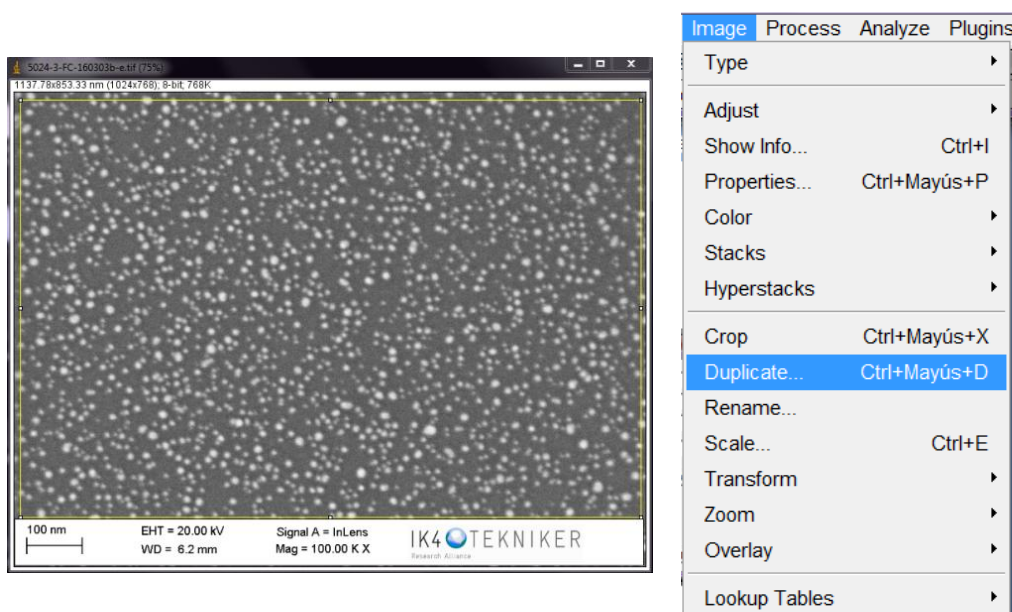 5024-3-FC-160303b-e.tif (75%)
1137.78x853.33 nm (1024x768); 8-bit; 768K
100 nm
EHT = 20.00 kV
WD = 6.2 mm
Signal A = InLens
Mag = 100.00 K X
IK4 TEKNIKER
Research Alliance
Image Process Analyze Plugins
Type
Adjust
Show Info... Ctrl+I
Properties... Ctrl+Mayús+P
Color
Stacks
Hyperstacks
Crop Ctrl+Mayús+X
Duplicate... Ctrl+Mayús+D
Rename...
Scale... Ctrl+E
Transform
Zoom
Overlay
Lookup Tables